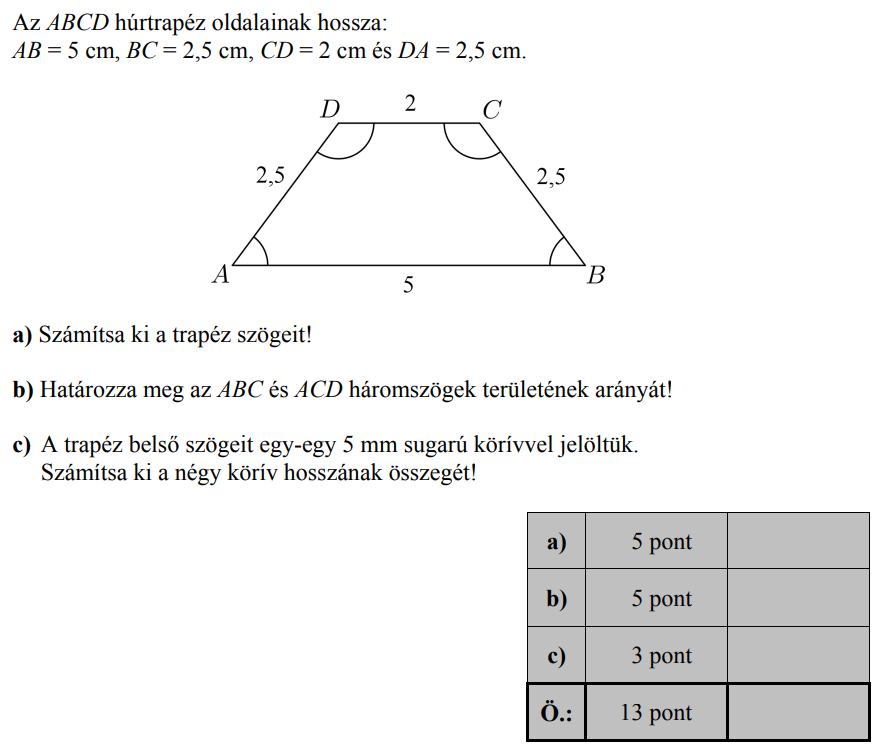 Az ABCD húrtrapéz oldalainak hossza:
AB = 5 cm, BC = 2,5 cm, CD = 2 cm és DA = 2,5 cm.
D 2 C
2,5 2,5
A B
5
a) Számítsa ki a trapéz szögeit!
b) Határozza meg az ABC és ACD háromszögek területének arányát!
c) A trapéz belső szögeit egy-egy 5 mm sugarú körívvel jelöltük.
Számítsa ki a négy körív hosszának összegét!
a) 5 pont
b) 5 pont
c) 3 pont
Ö.: 13 pont